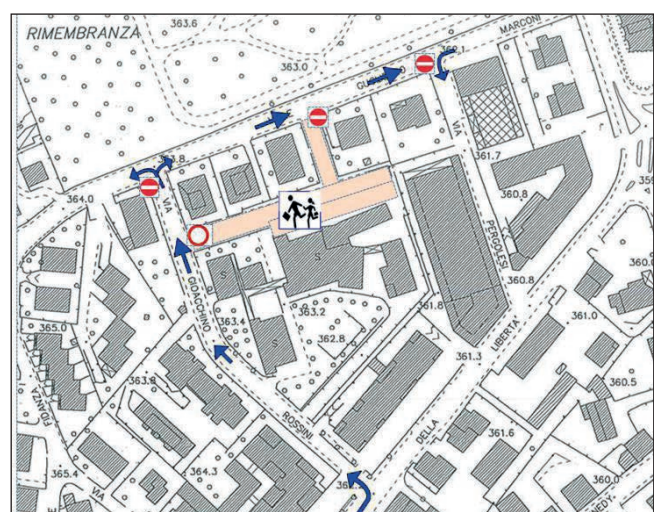 RIMEMBRANZA
363.6
363.0
MARCONI
VIA
361.7
360.8
364.0
VIA
PERGOLESI
360.8
365.0
GIOACCHINO
363.4
363.2
362.8
S
S
S
361.8
361.3
LIBERTA
361.0
360.5
363.8
FIDANZA
ROSSINI
DELLA
361.6
364.3
365.4
VIA
360.0